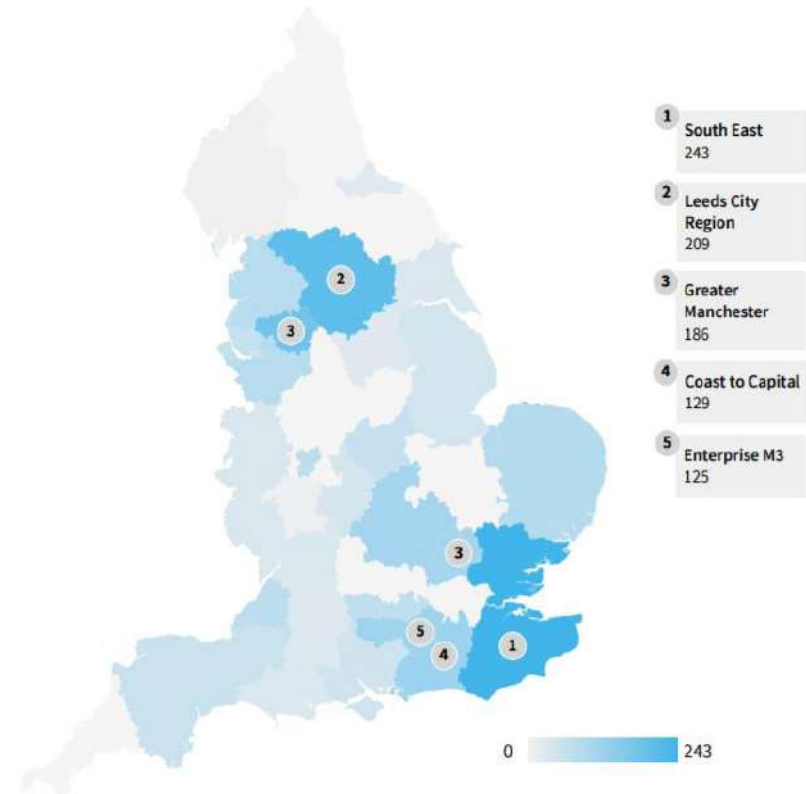 1
South East
243
2
Leeds City
Region
209
3
Greater
Manchester
186
4
Coast to Capital
129
5
Enterprise M3
125
2
3
3
5
4
1
0
243